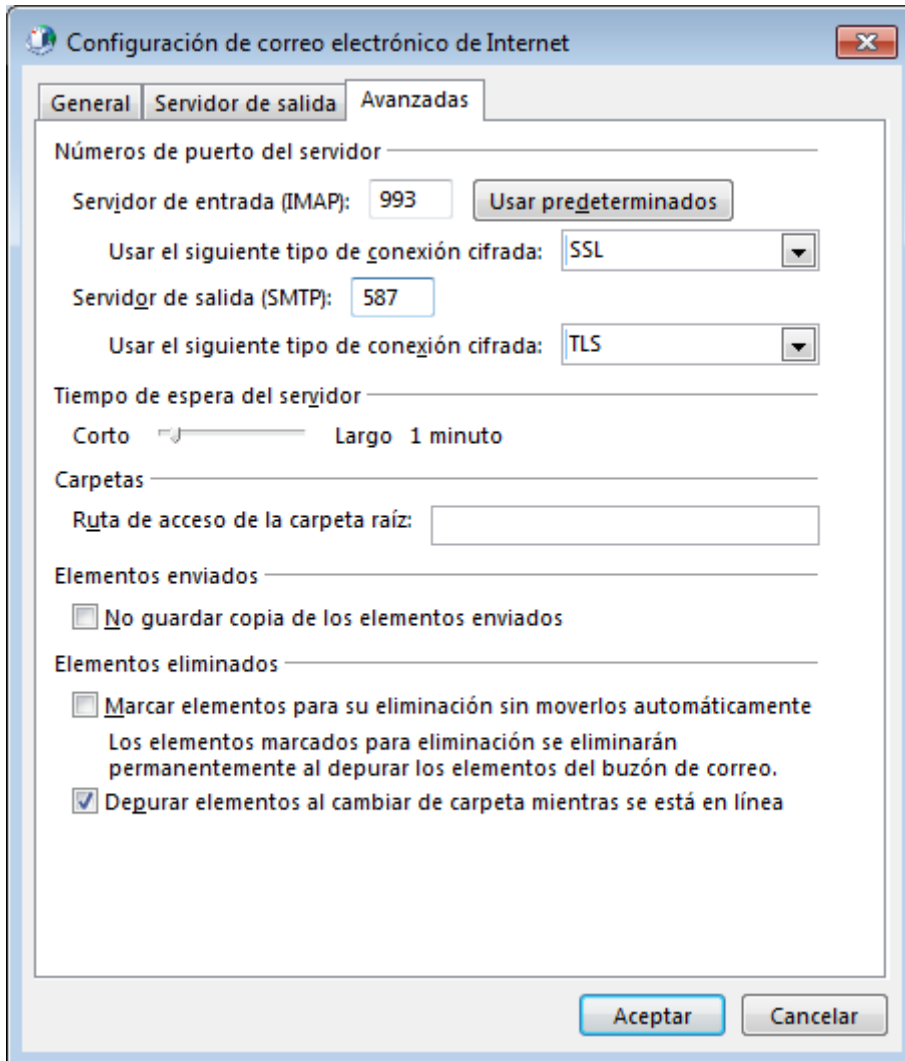 Configuración de correo electrónico de Internet
General Servidor de salida Avanzadas
Números de puerto del servidor
Servidor de entrada (IMAP): 993 Usar predeterminados
Usar el siguiente tipo de conexión cifrada: SSL
Servidor de salida (SMTP): 587
Usar el siguiente tipo de conexión cifrada: TLS
Tiempo de espera del servidor
Corto Largo 1 minuto
Carpetas
Ruta de acceso de la carpeta raíz:
Elementos enviados
No guardar copia de los elementos enviados
Elementos eliminados
Marcar elementos para su eliminación sin moverlos automáticamente
Los elementos marcados para eliminación se eliminarán
permanentemente al depurar los elementos del buzón de correo.
Depurar elementos al cambiar de carpeta mientras se está en línea
Aceptar Cancelar